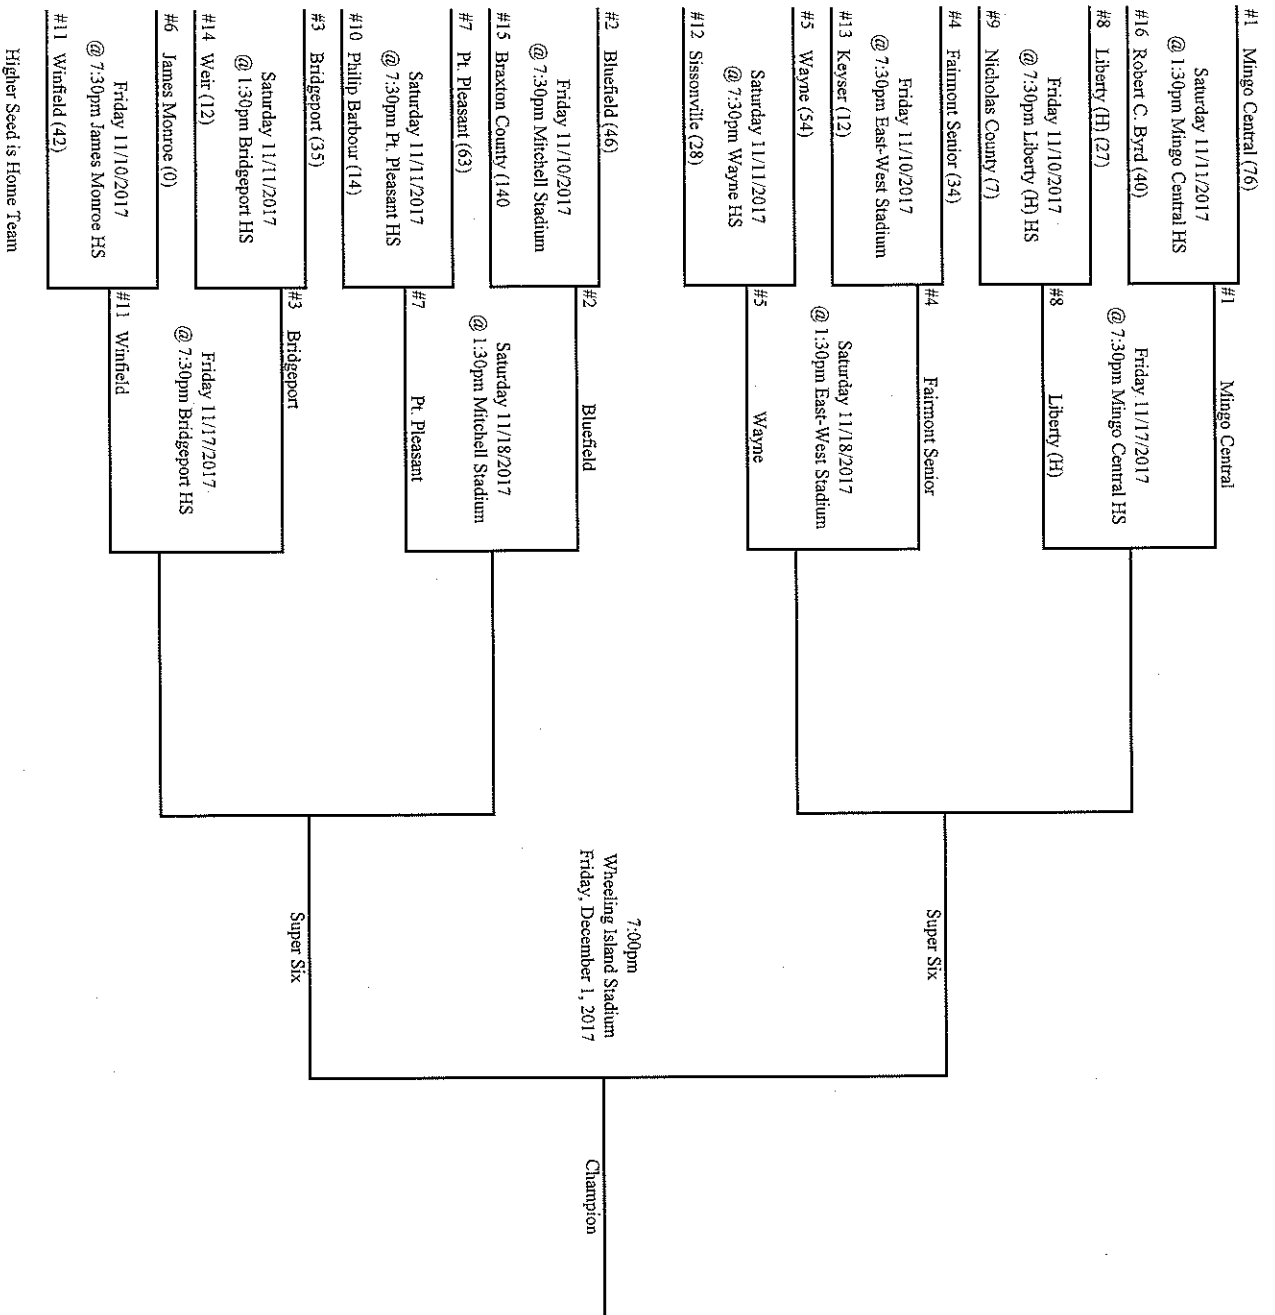 #1 Mingo Central (76)
Saturday 11/11/2017
@ 1:30pm Mingo Central HS
#16 Robert C. Byrd (40)
#8 Liberty (H) (27)
Friday 11/10/2017
@ 7:30pm Liberty (H) HS
#9 Nicholas County (7)
#4 Fairmont Senior (34)
Friday 11/10/2017
@ 7:30pm East-West Stadium
#13 Keyser (12)
#5 Wayne (54)
Saturday 11/11/2017
@ 7:30pm Wayne HS
#12 Sissonville (28)
#2 Bluefield (46)
Friday 11/10/2017
@ 7:30pm Mitchell Stadium
#15 Braxton County (140
#7 Pt. Pleasant (63)
Saturday 11/11/2017
@ 7:30pm Pt. Pleasant HS
#10 Philip Barbour (14)
#3 Bridgeport (35)
Saturday 11/11/2017
@ 1:30pm Bridgeport HS
#14 Weir (12)
#6 James Monroe (0)
Friday 11/10/2017
@ 7:30pm James Monroe HS
#11 Winfield (42)
Higher Seed is Home Team
#1 Mingo Central
Friday 11/17/2017
@ 7:30pm Mingo Central HS
#8 Liberty (H)
#4 Fairmont Senior
Saturday 11/18/2017
@ 1:30pm East-West Stadium
#5 Wayne
#2 Bluefield
Saturday 11/18/2017
@ 1:30pm Mitchell Stadium
#7 Pt. Pleasant
#3 Bridgeport
Friday 11/17/2017
@ 7:30pm Bridgeport HS
#11 Winfield
Super Six
7:00pm
Wheeling Island Stadium
Friday, December 1, 2017
Super Six
Champion